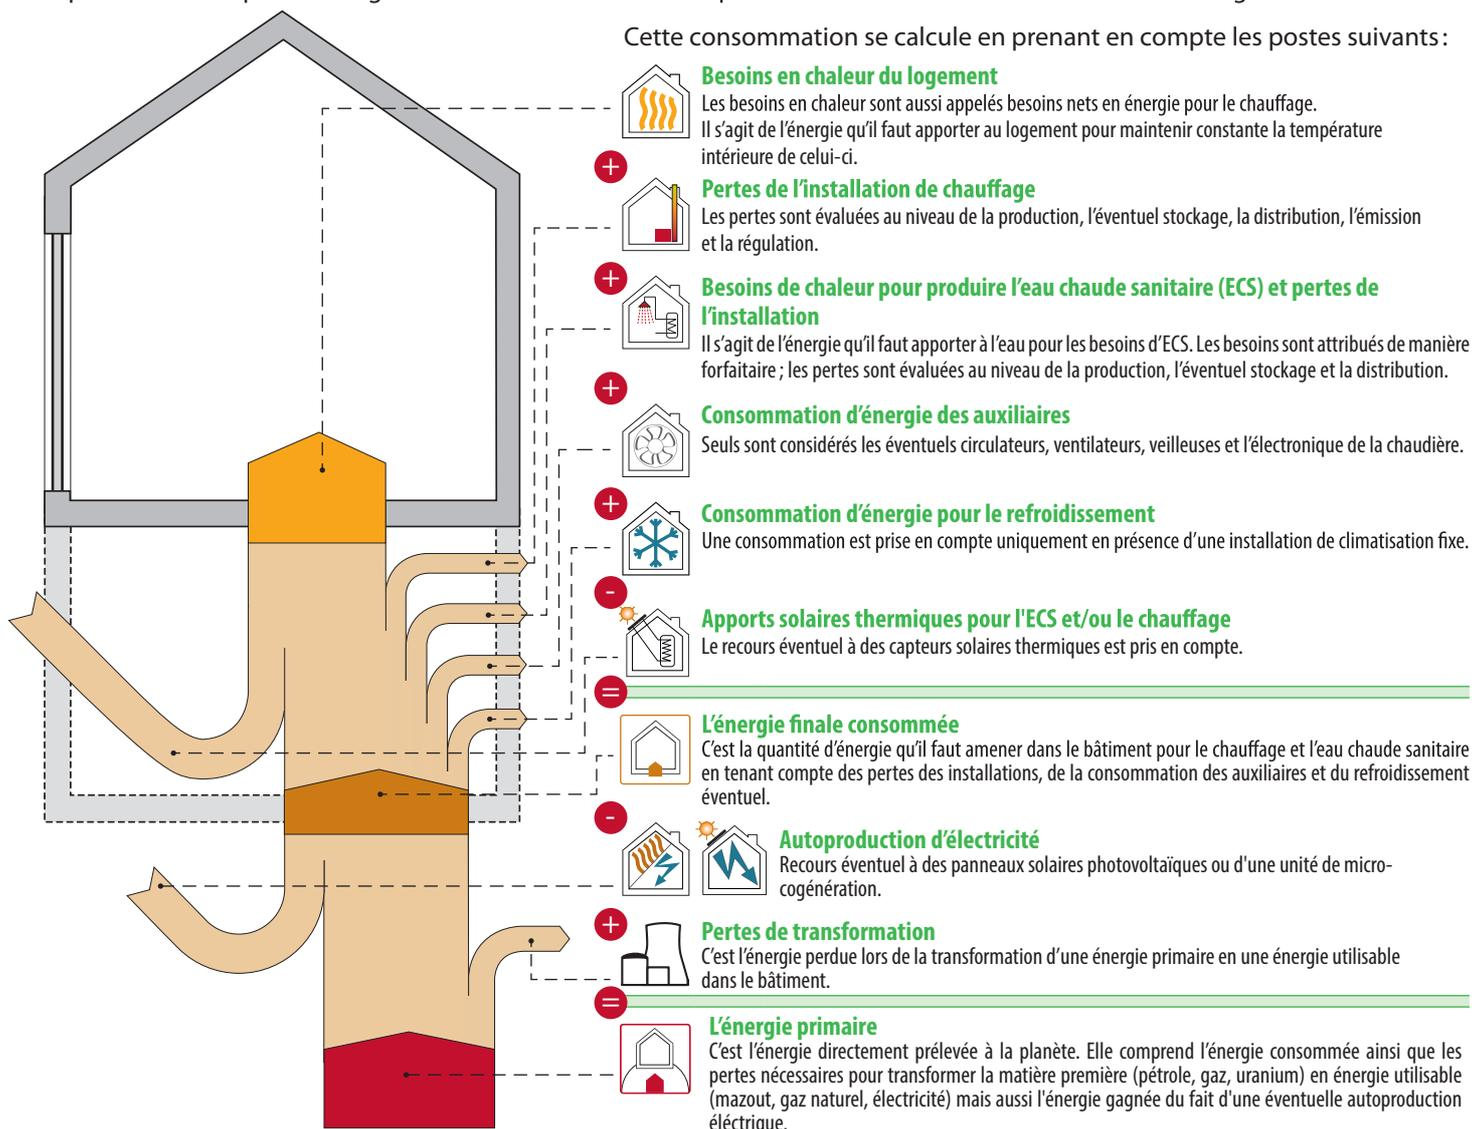 Cette consommation se calcule en prenant en compte les postes suivants :
Besoins en chaleur du logement
Les besoins en chaleur sont aussi appelés besoins nets en énergie pour le chauffage.
Il s'agit de l'énergie qu'il faut apporter au logement pour maintenir constante la température
intérieure de celui-ci.
+
Pertes de l'installation de chauffage
Les pertes sont évaluées au niveau de la production, l'éventuel stockage, la distribution, l'émission
et la régulation.
+
Besoins de chaleur pour produire l'eau chaude sanitaire (ECS) et pertes de
l'installation
Il s'agit de l'énergie qu'il faut apporter à l'eau pour les besoins d'ECS. Les besoins sont attribués de manière
forfaitaire ; les pertes sont évaluées au niveau de la production, l'éventuel stockage et la distribution.
+
Consommation d'énergie des auxiliaires
Seuls sont considérés les éventuels circulateurs, ventilateurs, veilleuses et l'électronique de la chaudière.
+
Consommation d'énergie pour le refroidissement
Une consommation est prise en compte uniquement en présence d'une installation de climatisation fixe.
-
Apports solaires thermiques pour l'ECS et/ou le chauffage
Le recours éventuel à des capteurs solaires thermiques est pris en compte.
=
L'énergie finale consommée
C'est la quantité d'énergie qu'il faut amener dans le bâtiment pour le chauffage et l'eau chaude sanitaire
en tenant compte des pertes des installations, de la consommation des auxiliaires et du refroidissement
éventuel.
-
Autoproduction d'électricité
Recours éventuel à des panneaux solaires photovoltaïques ou d'une unité de micro-
cogénération.
+
Pertes de transformation
C'est l'énergie perdue lors de la transformation d'une énergie primaire en une énergie utilisable
dans le bâtiment.
=
L'énergie primaire
C'est l'énergie directement prélevée à la planète. Elle comprend l'énergie consommée ainsi que les
pertes nécessaires pour transformer la matière première (pétrole, gaz, uranium) en énergie utilisable
(mazout, gaz naturel, électricité) mais aussi l'énergie gagnée du fait d'une éventuelle autoproduction
éléctrique.